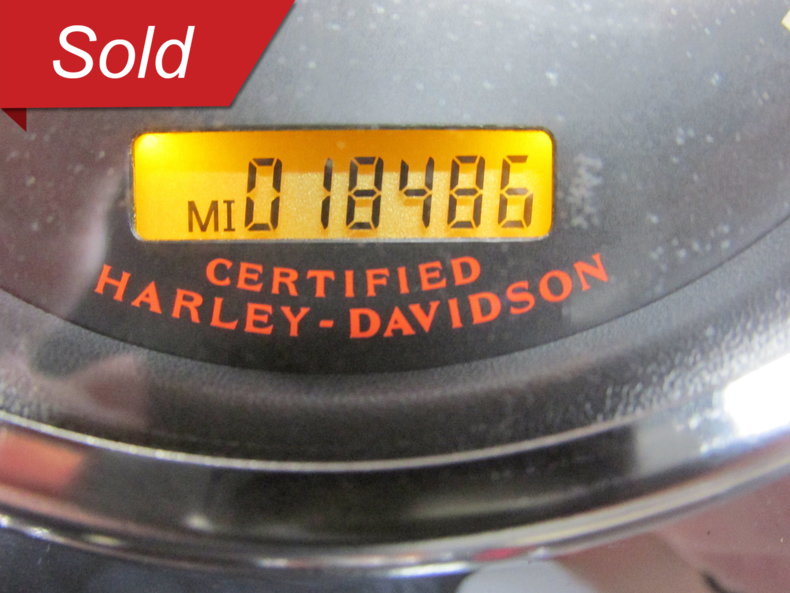 Sold
MI 018486
CERTIFIED
HARLEY-DAVIDSON